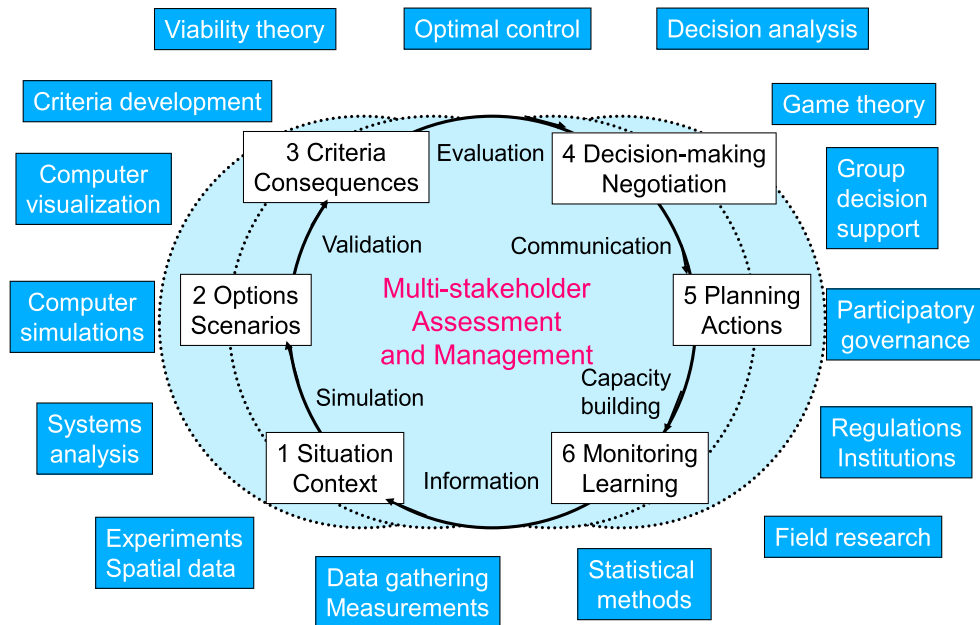 Viability theory
Optimal control
Decision analysis
Criteria development
Game theory
3 Criteria
Consequences
Evaluation
4 Decision-making
Negotiation
Computer
visualization
Group
decision
support
Validation
Communication
Computer
simulations
2 Options
Scenarios
Multi-stakeholder
Assessment
and Management
5 Planning
Actions
Participatory
governance
Simulation
Capacity
building
Systems
analysis
1 Situation
Context
Information
6 Monitoring
Learning
Regulations
Institutions
Experiments
Spatial data
Data gathering
Measurements
Statistical
methods
Field research